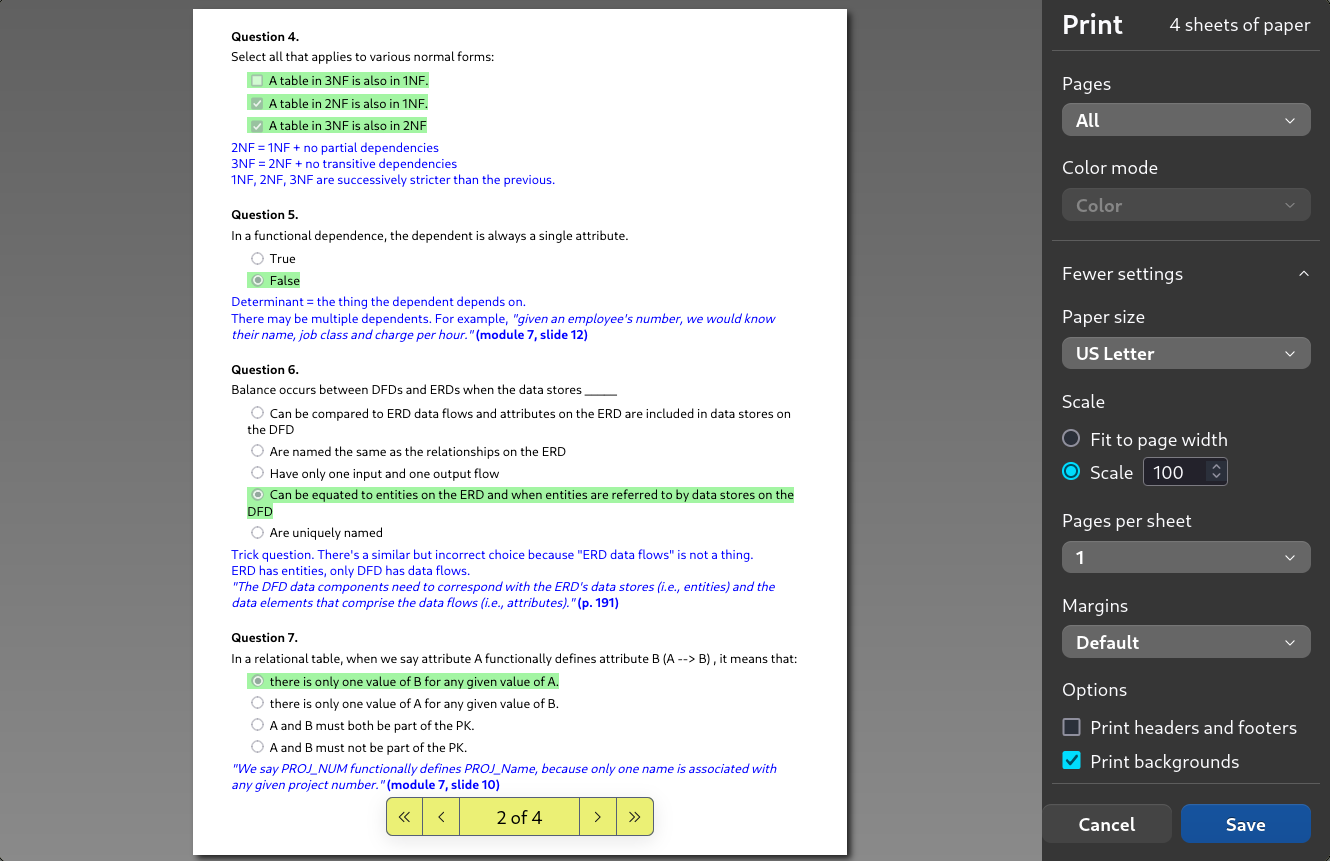 Question 4.
Select all that applies to various normal forms:
A table in 3NF is also in 1NF.
A table in 2NF is also in 1NF.
A table in 3NF is also in 2NF
2NF = 1NF + no partial dependencies
3NF = 2NF + no transitive dependencies
1NF, 2NF, 3NF are successively stricter than the previous.
Question 5.
In a functional dependence, the dependent is always a single attribute.
True
False
Determinant = the thing the dependent depends on.
There may be multiple dependents. For example, "given an employee's number, we would know
their name, job class and charge per hour." (module 7, slide 12)
Question 6.
Balance occurs between DFDs and ERDs when the data stores _____
Can be compared to ERD data flows and attributes on the ERD are included in data stores on
the DFD
Are named the same as the relationships on the ERD
Have only one input and one output flow
Can be equated to entities on the ERD and when entities are referred to by data stores on the
DFD
Are uniquely named
Trick question. There's a similar but incorrect choice because "ERD data flows" is not a thing.
ERD has entities, only DFD has data flows.
"The DFD data components need to correspond with the ERD's data stores (i.e., entities) and the
data elements that comprise the data flows (i.e., attributes)." (p. 191)
Question 7.
In a relational table, when we say attribute A functionally defines attribute B (A --> B) , it means that:
there is only one value of B for any given value of A.
there is only one value of A for any given value of B.
A and B must both be part of the PK.
A and B must not be part of the PK.
"We say PROJ_NUM functionally defines PROJ_Name, because only one name is associated with
any given project number." (module 7, slide 10)
2 of 4
Print
4 sheets of paper
Pages
All
Color mode
Color
Fewer settings
Paper size
US Letter
Scale
Fit to page width
Scale 100
Pages per sheet
1
Margins
Default
Options
Print headers and footers
Print backgrounds
Cancel
Save